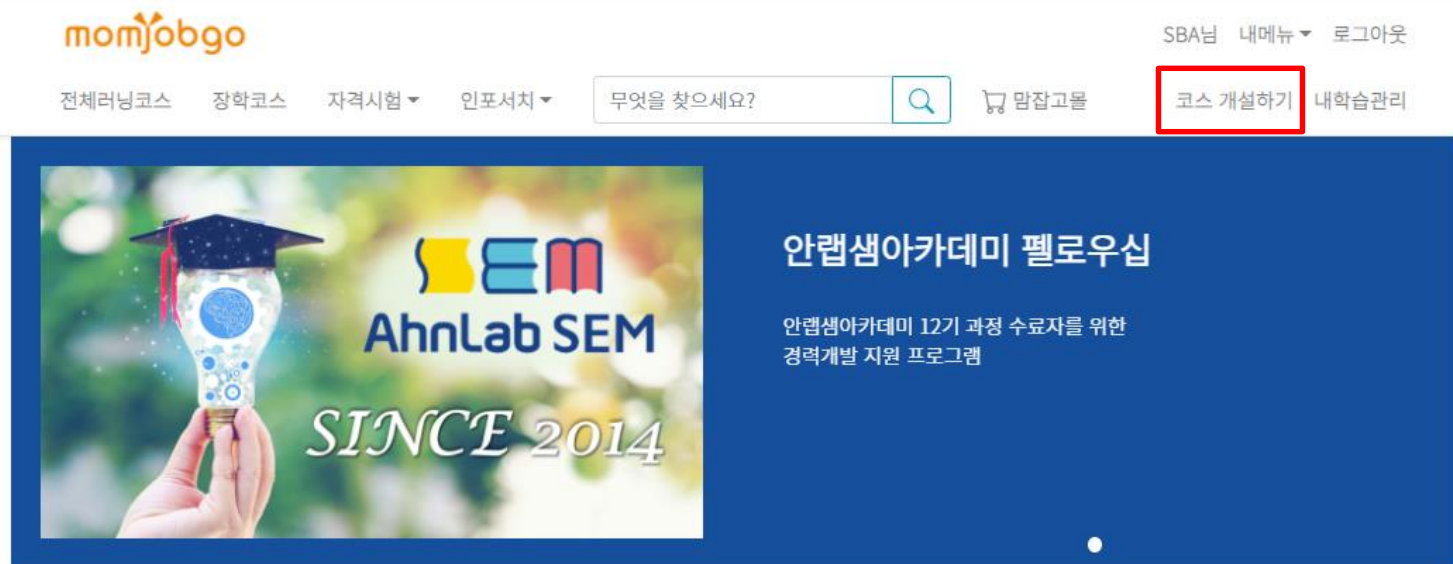 momjobgo
SBA님 내메뉴 로그아웃
전체러닝코스 장학코스 자격시험 인포서치 무엇을 찾으세요? 맘잡고몰 코스 개설하기 내학습관리
SEM
AhnLab SEM
SINCE 2014
안랩샘아카데미 펠로우십
안랩샘아카데미 12기 과정 수료자를 위한
경력개발 지원 프로그램